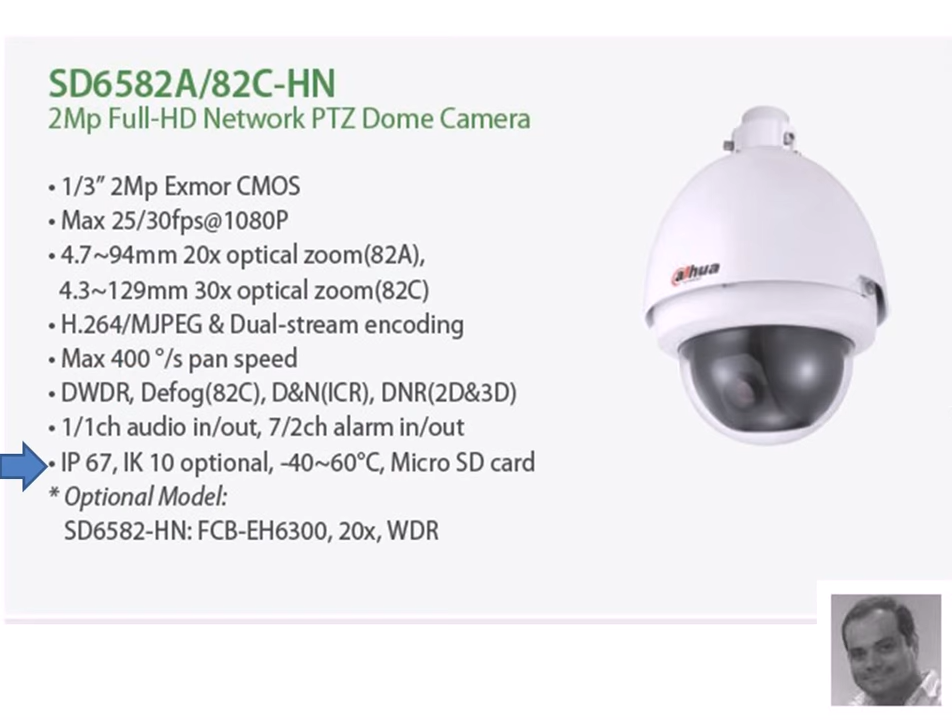 SD6582A/82C-HN
2Mp Full-HD Network PTZ Dome Camera
• 1/3” 2Mp Exmor CMOS
• Max 25/30fps@1080P
• 4.7~94mm 20x optical zoom(82A),
4.3~129mm 30x optical zoom(82C)
• H.264/MJPEG & Dual-stream encoding
• Max 400 °/s pan speed
• DWDR, Defog(82C), D&N(ICR), DNR(2D&3D)
• 1/1ch audio in/out, 7/2ch alarm in/out
• IP 67, IK 10 optional, -40~60°C, Micro SD card
* Optional Model:
SD6582-HN: FCB-EH6300, 20x, WDR
alhua